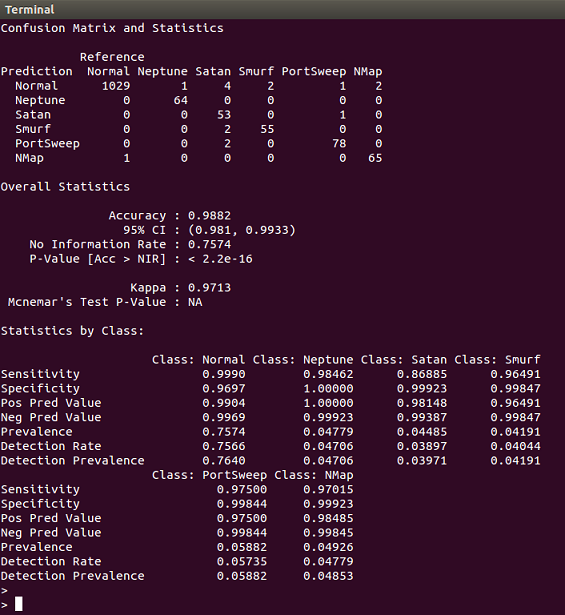 Terminal
Confusion Matrix and Statistics
Reference
Prediction Normal Neptune Satan Smurf PortSweep NMap
Normal 1029 1 4 2 1 2
Neptune 0 64 0 0 0 0
Satan 0 0 53 0 1 0
Smurf 0 0 2 55 0 0
PortSweep 0 0 2 0 78 0
NMap 1 0 0 0 0 65
Overall Statistics
Accuracy : 0.9882
95% CI : (0.981, 0.9933)
No Information Rate : 0.7574
P-Value [Acc > NIR] : < 2.2e-16
Kappa : 0.9713
Mcnemar's Test P-Value : NA
Statistics by Class:
Class: Normal Class: Neptune Class: Satan Class: Smurf
Sensitivity 0.9990 0.98462 0.86885 0.96491
Specificity 0.9697 1.00000 0.99923 0.99847
Pos Pred Value 0.9904 1.00000 0.98148 0.96491
Neg Pred Value 0.9969 0.99923 0.99387 0.99847
Prevalence 0.7574 0.04779 0.04485 0.04191
Detection Rate 0.7566 0.04706 0.03897 0.04044
Detection Prevalence 0.7640 0.04706 0.03971 0.04191
Class: PortSweep Class: NMap
Sensitivity 0.97500 0.97015
Specificity 0.99844 0.99923
Pos Pred Value 0.97500 0.98485
Neg Pred Value 0.99844 0.99845
Prevalence 0.05882 0.04926
Detection Rate 0.05735 0.04779
Detection Prevalence 0.05882 0.04853
>
>